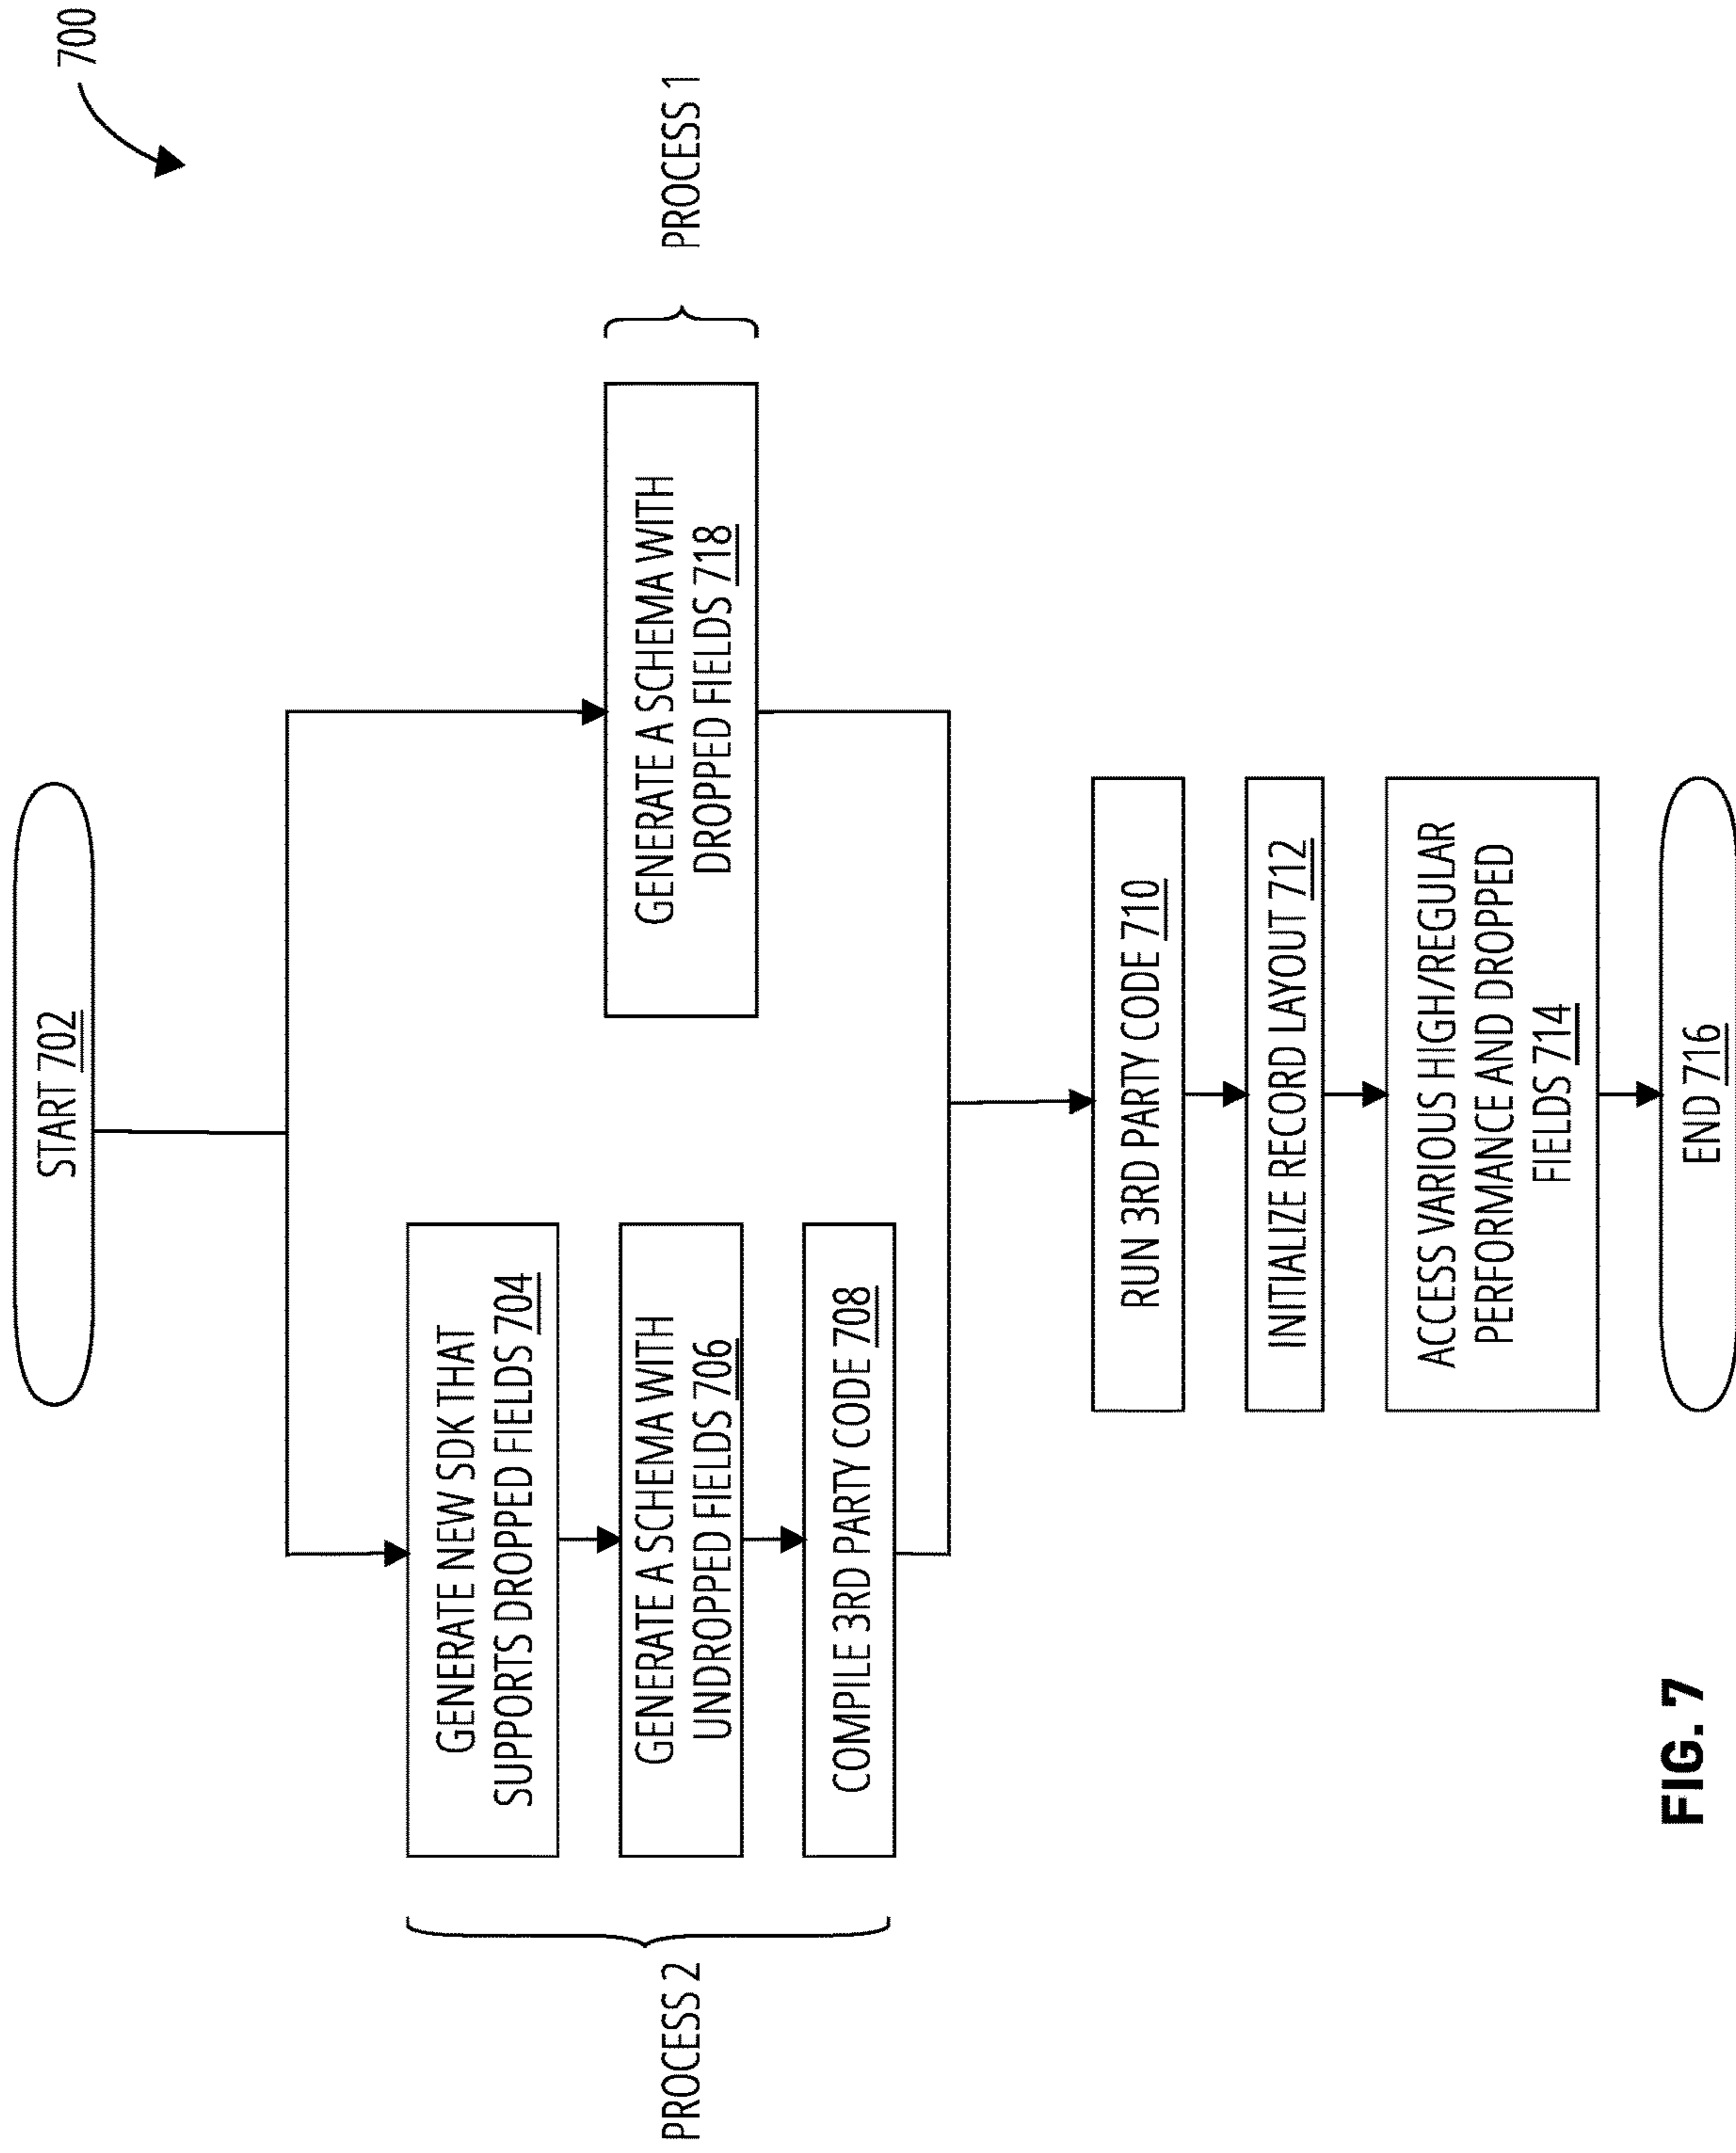 700
START 702
GENERATE NEW SDK THAT
SUPPORTS DROPPED FIELDS 704
GENERATE A SCHEMA WITH
UNDROPPED FIELDS 706
COMPILE 3RD PARTY CODE 708
PROCESS 2
GENERATE A SCHEMA WITH
DROPPED FIELDS 718
PROCESS 1
RUN 3RD PARTY CODE 710
INITIALIZE RECORD LAYOUT 712
ACCESS VARIOUS HIGH/REGULAR
PERFORMANCE AND DROPPED
FIELDS 714
END 716
FIG. 7